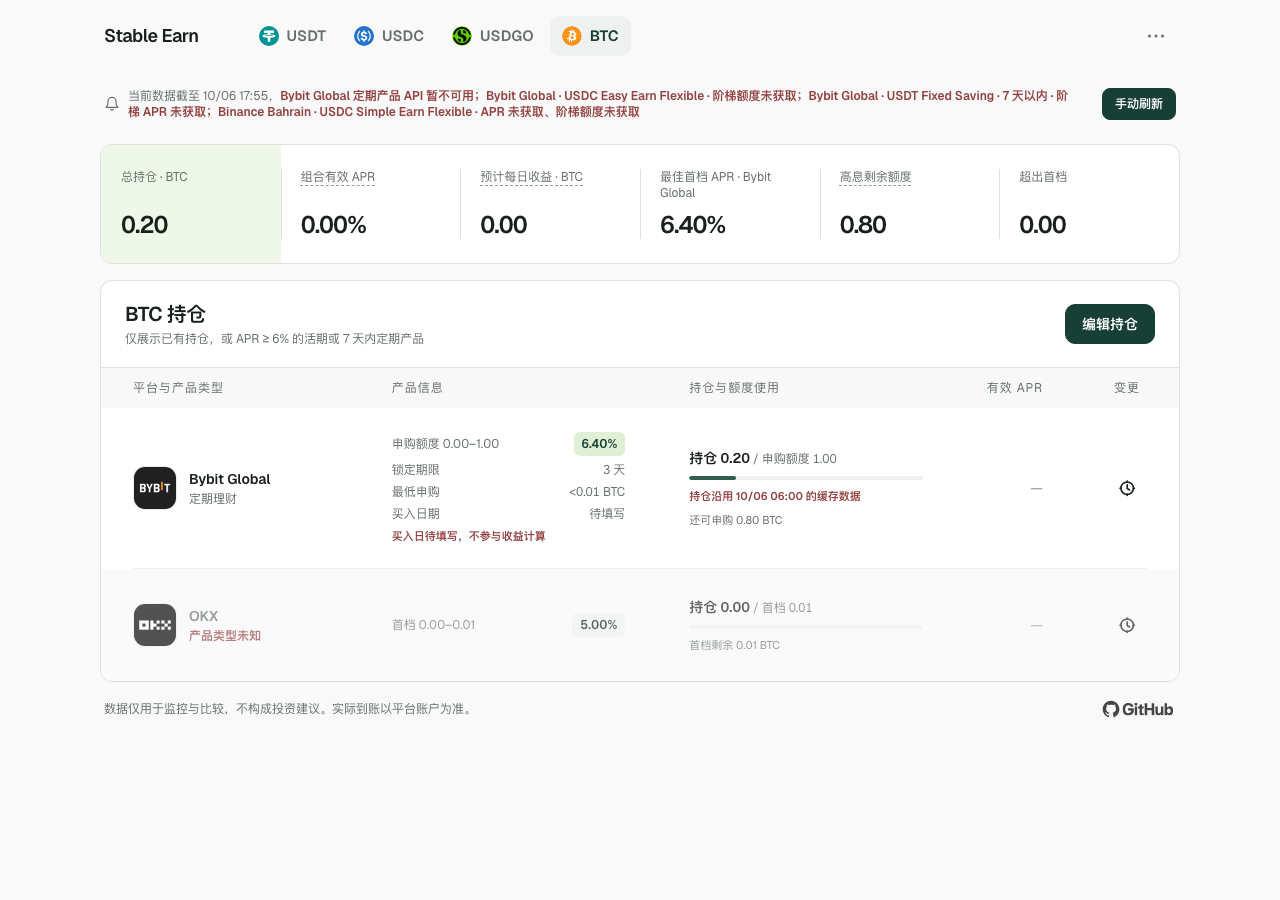 Stable Earn
USDT
USDC
USDGO
BTC
当前数据截至 10/06 17:55，Bybit Global 定期产品 API 暂不可用；Bybit Global · USDC Easy Earn Flexible · 阶梯额度未获取；Bybit Global · USDT Fixed Saving · 7 天以内 · 阶
梯 APR 未获取；Binance Bahrain · USDC Simple Earn Flexible · APR 未获取、阶梯额度未获取
手动刷新
总持仓 · BTC
0.20
组合有效 APR
0.00%
预计每日收益 · BTC
0.00
最佳首档 APR · Bybit
Global
6.40%
高息剩余额度
0.80
超出首档
0.00
BTC 持仓
仅展示已有持仓，或 APR ≥ 6% 的活期或 7 天内定期产品
编辑持仓
平台与产品类型
产品信息
持仓与额度使用
有效 APR
变更
BYBIT
Bybit Global
定期理财
申购额度 0.00–1.00
6.40%
锁定期限
3 天
最低申购
<0.01 BTC
买入日期
待填写
买入日待填写，不参与收益计算
持仓 0.20 / 申购额度 1.00
持仓沿用 10/06 06:00 的缓存数据
还可申购 0.80 BTC
—
OKX
OKX
产品类型未知
首档 0.00–0.01
5.00%
持仓 0.00 / 首档 0.01
首档剩余 0.01 BTC
—
数据仅用于监控与比较，不构成投资建议。实际到账以平台账户为准。
GitHub